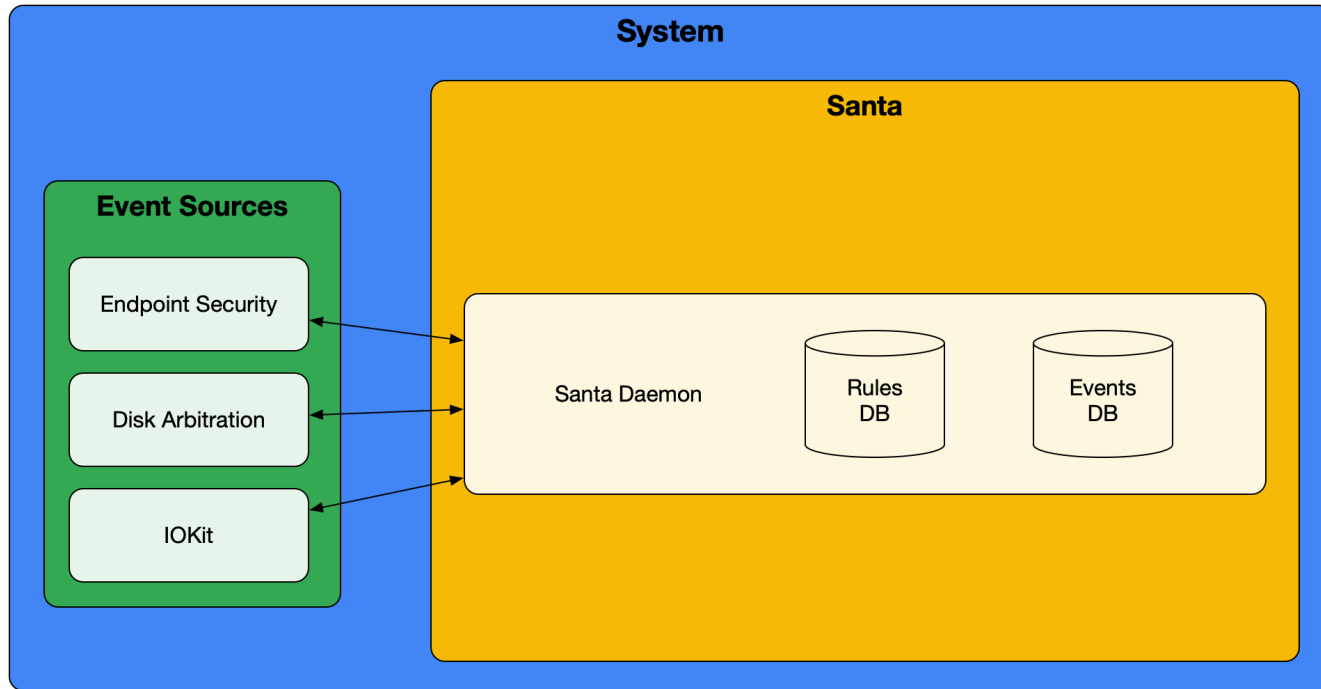 System
Santa
Event Sources
Endpoint Security
Disk Arbitration
IOKit
Santa Daemon
Rules
DB
Events
DB